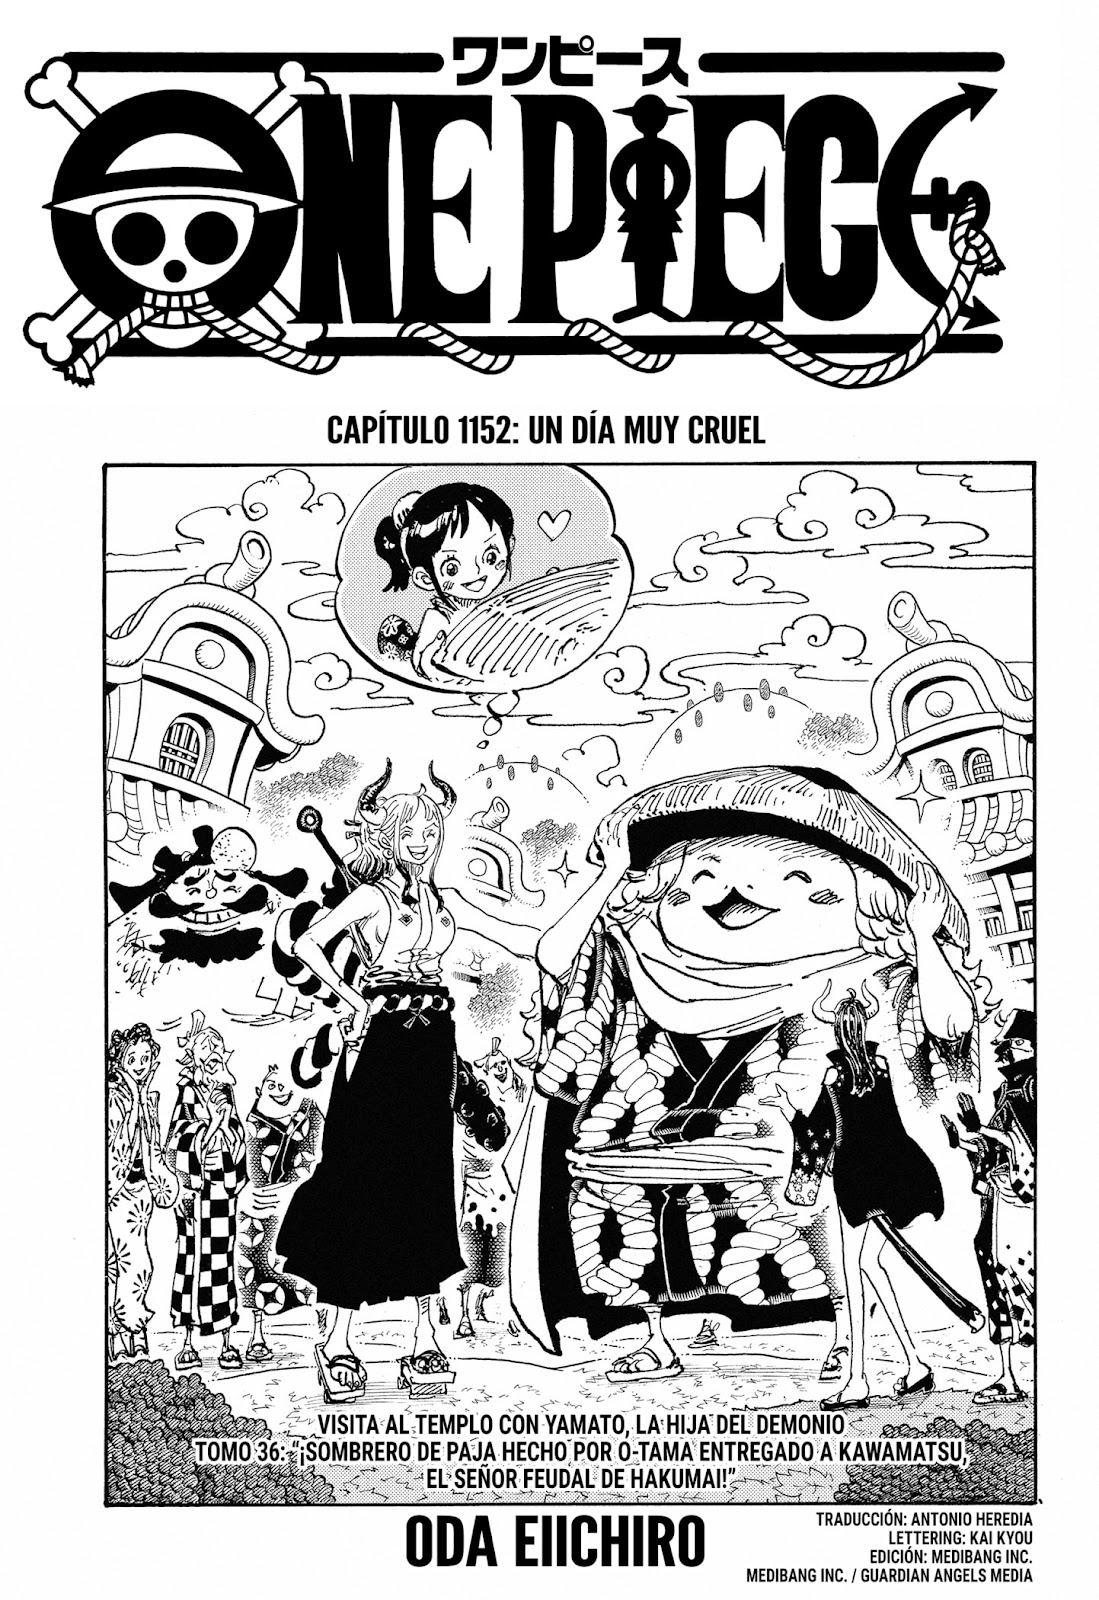 ワンピース
ONE PIECE
CAPÍTULO 1152: UN DÍA MUY CRUEL
VISITA AL TEMPLO CON YAMATO, LA HIJA DEL DEMONIO
TOMO 36: “¡SOMBRERO DE PAJA HECHO POR O-TAMA ENTREGADO A KAWAMATSU,
EL SEÑOR FEUDAL DE HAKUMAI!”
ODA EIICHIRO
TRADUCCIÓN: ANTONIO HEREDIA
LETTERING: KAI KYOU
EDICIÓN: MEDIBANG INC.
MEDIBANG INC. / GUARDIAN ANGELS MEDIA